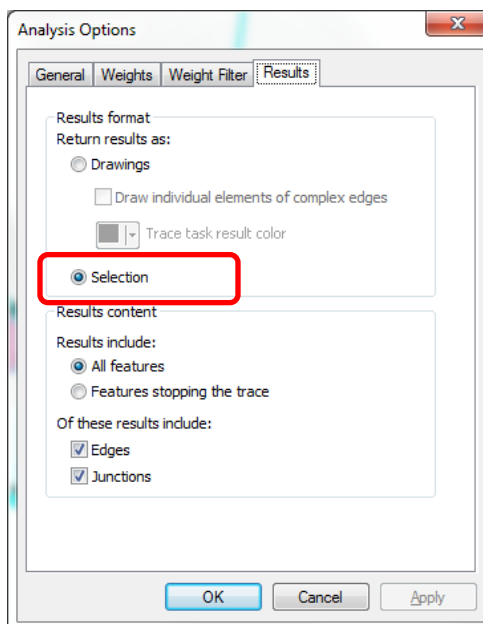 Analysis Options
General Weights Weight Filter Results
Results format
Return results as:
Drawings
Draw individual elements of complex edges
Trace task result color
Selection
Results content
Results include:
All features
Features stopping the trace
Of these results include:
Edges
Junctions
OK Cancel Apply